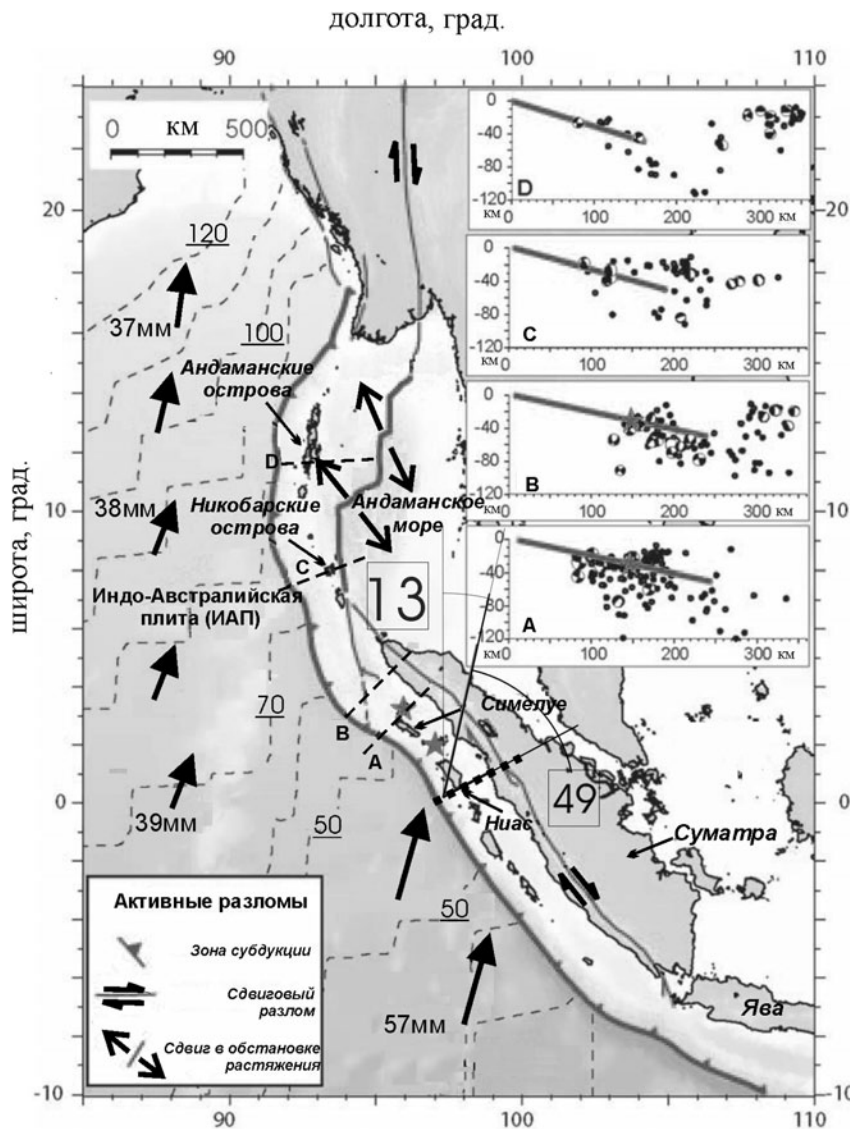 долгота, град.
90
100
110
0
км
500
20
10
0
-10
широта, град.
120
37мм
100
Андаманские
острова
D
38мм
Никобарские
острова
Андаманское
море
C
13
Индо-Австралийская
плита (ИАП)
70
B
A
Симелуе
39мм
50
49
Ниас
Суматра
50
57мм
Ява
0
-40
-80
-120
D
км
0
100
200
300
км
0
-40
-80
-120
C
км
0
100
200
300
км
0
-40
-80
-120
B
км
0
100
200
300
км
0
-40
-80
-120
A
км
0
100
200
300
км
Активные разломы
Зона субдукции
Сдвиговый
разлом
Сдвиг в обстановке
растяжения
20
10
0
-10
90
100
110